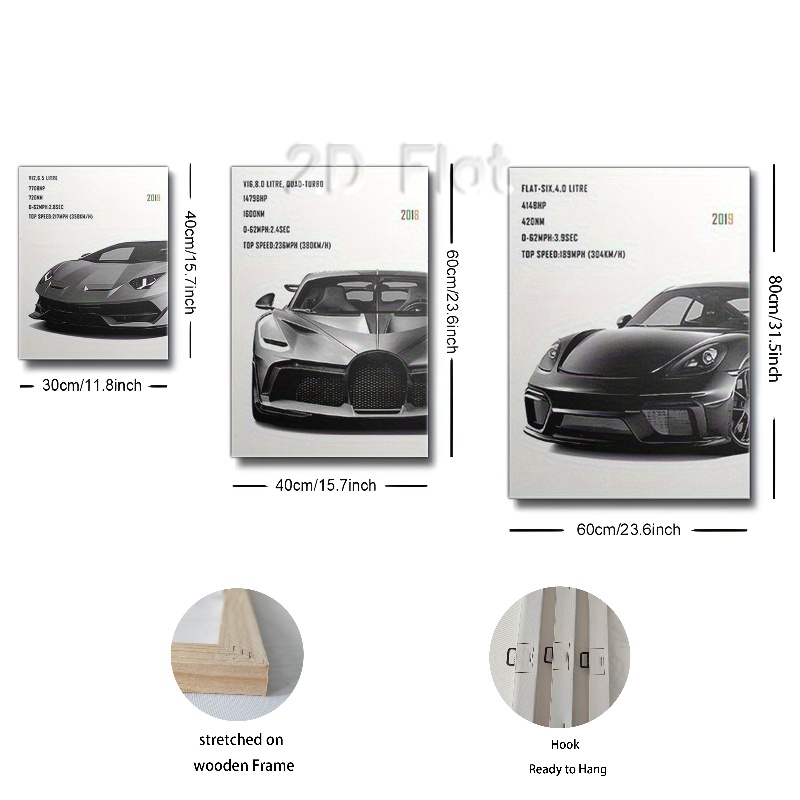 2D Flat
V12,6.5 LITRE
770BHP
720NM
0-62MPH:2.8SEC
TOP SPEED:217MPH (350KM/H)
2019
40cm/15.7inch
30cm/11.8inch
V16,8.0 LITRE, QUAD-TURBO
1479BHP
1600NM
0-62MPH:2.4SEC
TOP SPEED:236MPH (380KM/H)
2018
60cm/23.6inch
40cm/15.7inch
FLAT-SIX,4.0 LITRE
414BHP
420NM
0-62MPH:3.9SEC
TOP SPEED:189MPH (304KM/H)
2019
80cm/31.5inch
60cm/23.6inch
stretched on
wooden Frame
Hook
Ready to Hang